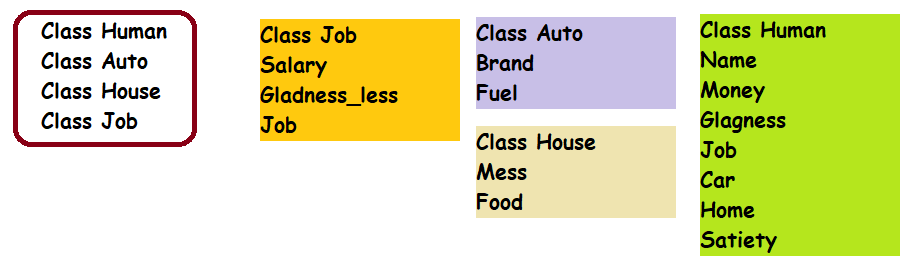 Class Human
Class Auto
Class House
Class Job
Class Job
Salary
Gladness_less
Job
Class Auto
Brand
Fuel
Class House
Mess
Food
Class Human
Name
Money
Glagness
Job
Car
Home
Satiety